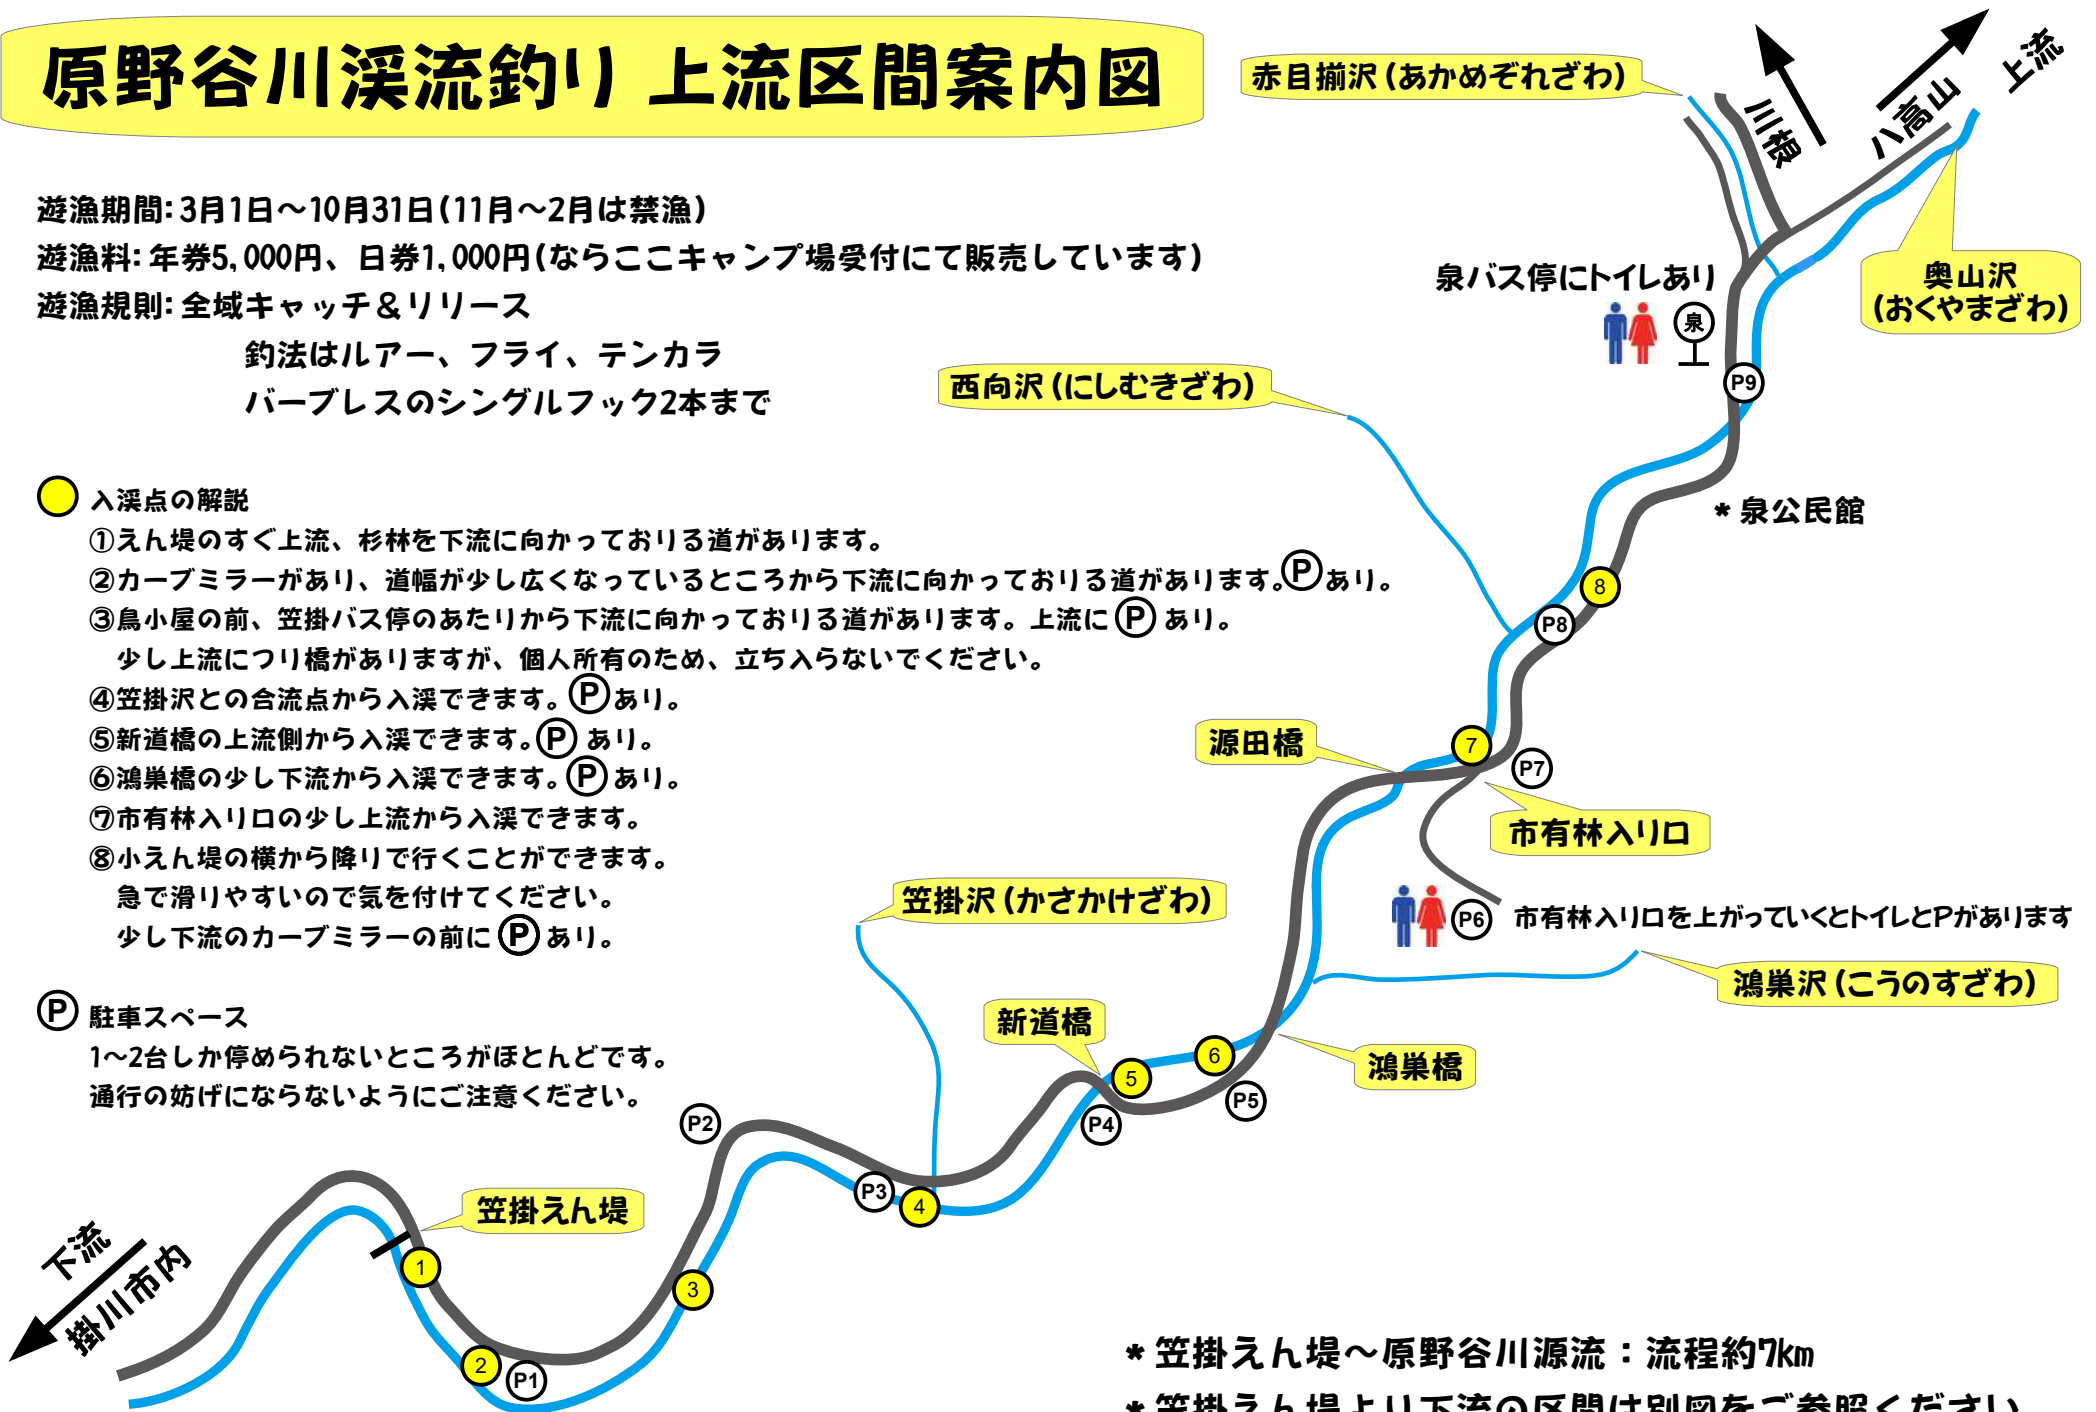 原野谷川渓流釣り 上流区間案内図
遊漁期間：3月1日～10月31日(11月～2月は禁漁)
遊漁料：年券5,000円、日券1,000円(ならここキャンプ場受付にて販売しています)
遊漁規則：全域キャッチ＆リリース
釣法はルアー、フライ、テンカラ
バーブレスのシングルフック2本まで
入渓点の解説
①えん堤のすぐ上流、杉林を下流に向かっておりる道があります。
②カーブミラーがあり、道幅が少し広くなっているところから下流に向かっておりる道があります。Ⓟあり。
③鳥小屋の前、笠掛バス停のあたりから下流に向かっておりる道があります。上流にⓅあり。
少し上流につり橋がありますが、個人所有のため、立ち入らないでください。
④笠掛沢との合流点から入渓できます。Ⓟあり。
⑤新道橋の上流側から入渓できます。Ⓟあり。
⑥鴻巣橋の少し下流から入渓できます。Ⓟあり。
⑦市有林入り口の少し上流から入渓できます。
⑧小えん堤の横から降りで行くことができます。
急で滑りやすいので気を付けてください。
少し下流のカーブミラーの前にⓅあり。
Ⓟ 駐車スペース
1～2台しか停められないところがほとんどです。
通行の妨げにならないようにご注意ください。
赤目揃沢(あかめぞれざわ)
三椏
八高山
上流
奥山沢
(おくやまざわ)
泉バス停にトイレあり
泉
P9
西向沢(にしむきざわ)
*泉公民館
8
P8
源田橋
7
P7
市有林入り口
P6
市有林入り口を上がっていくとトイレとPがあります
笠掛沢(かさかけざわ)
鴻巣沢(こうのすざわ)
新道橋
鴻巣橋
6
5
P5
P4
P2
P3
4
笠掛えん堤
3
1
2
P1
下流
掛川市内
*笠掛えん堤～原野谷川源流：流程約7km
*笠掛えん堤より下流の区間は別図をご参照ください